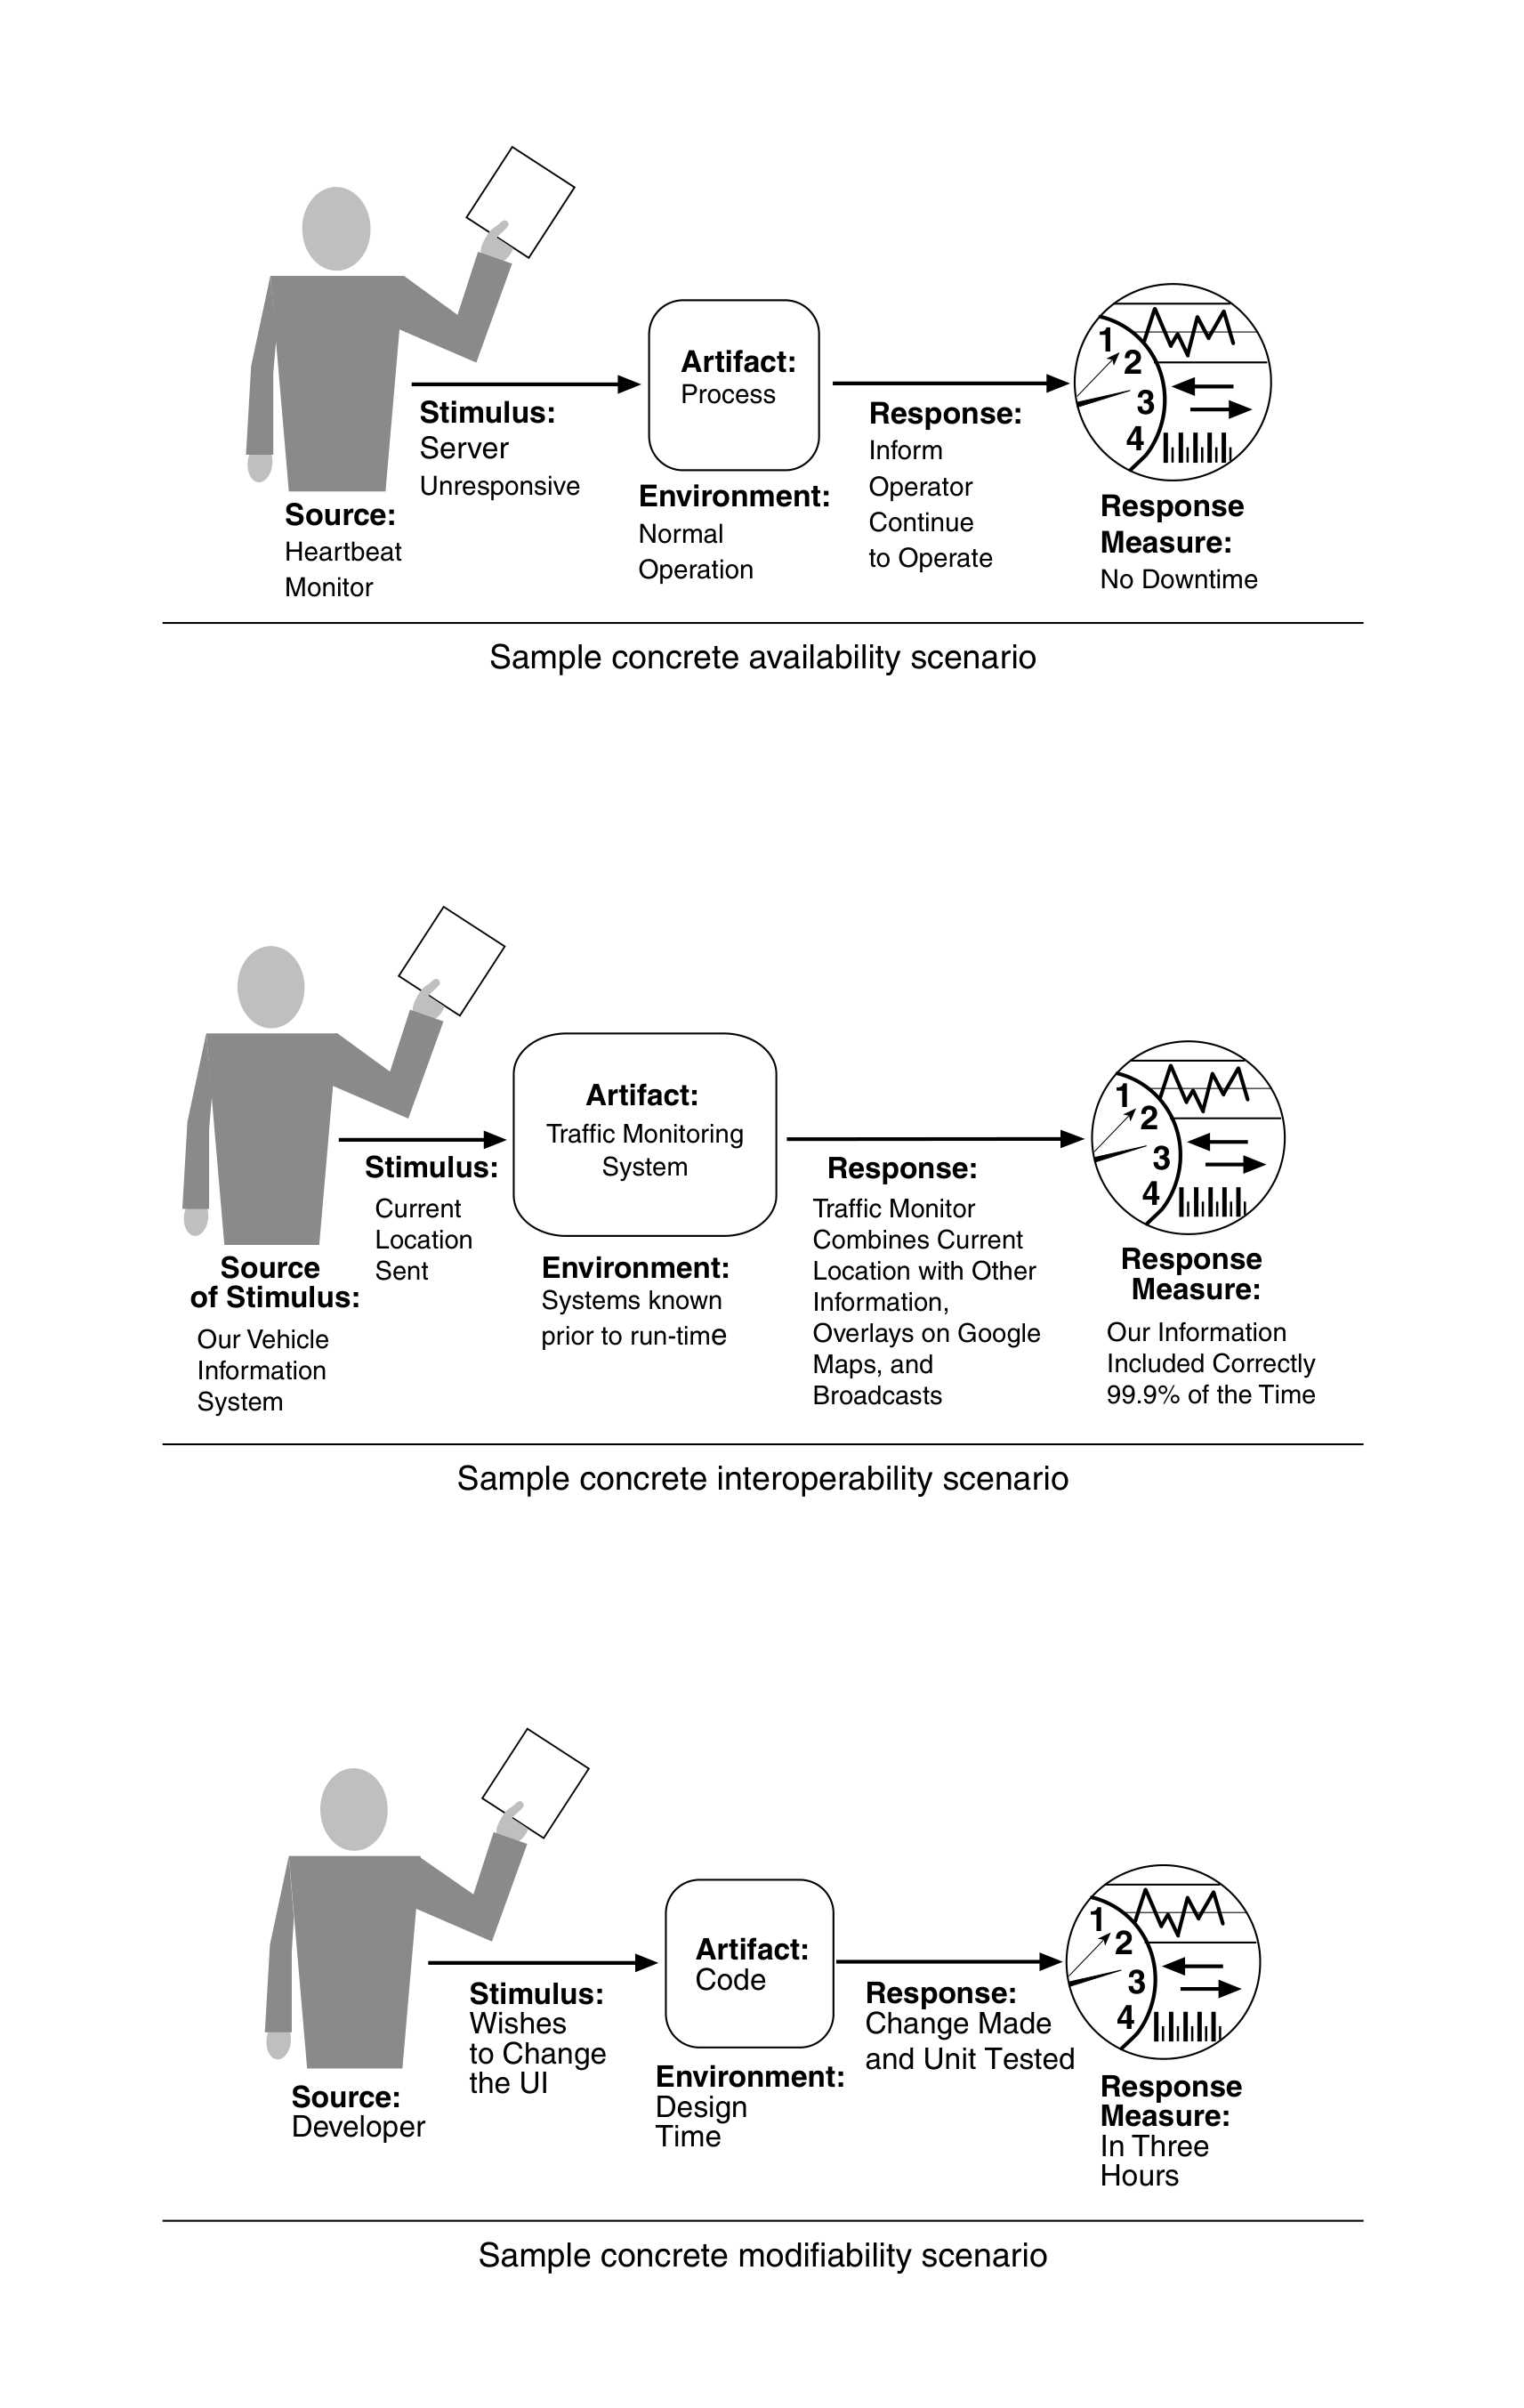 1
2
3
4
Artifact:
Process
Stimulus:
Server
Unresponsive
Response:
Inform
Operator
Continue
to Operate
Environment:
Normal
Operation
Source:
Heartbeat
Monitor
Response
Measure:
No Downtime
Sample concrete availability scenario
1
2
3
4
Artifact:
Traffic Monitoring
System
Stimulus:
Current
Location
Sent
Response:
Traffic Monitor
Combines Current
Location with Other
Information,
Overlays on Google
Maps, and
Broadcasts
Source
of Stimulus:
Our Vehicle
Information
System
Environment:
Systems known
prior to run-time
Response
Measure:
Our Information
Included Correctly
99.9% of the Time
Sample concrete interoperability scenario
1
2
3
4
Artifact:
Code
Stimulus:
Wishes
to Change
the UI
Response:
Change Made
and Unit Tested
Source:
Developer
Environment:
Design
Time
Response
Measure:
In Three
Hours
Sample concrete modifiability scenario